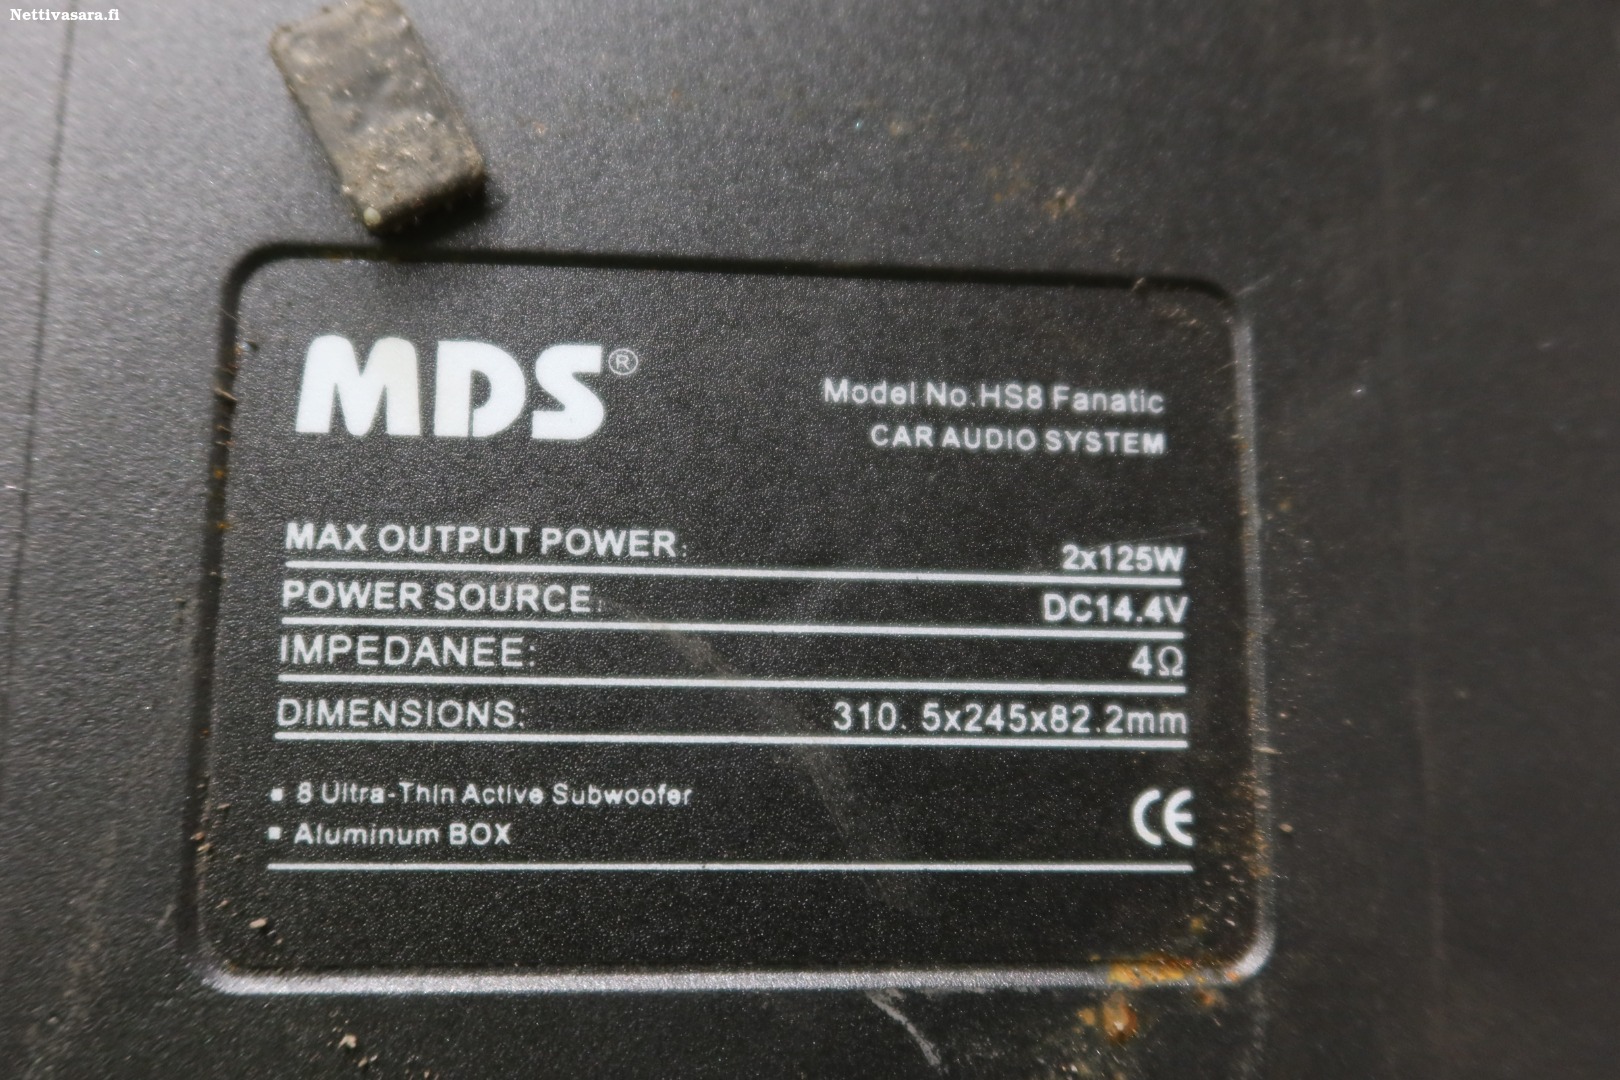 Nettivasara.fi
MDS®
Model No.HS8 Fanatic
CAR AUDIO SYSTEM
MAX OUTPUT POWER: 2x125W
POWER SOURCE: DC14.4V
IMPEDANEE: 4Ω
DIMENSIONS: 310. 5x245x82.2mm
▪ 8 Ultra-Thin Active Subwoofer
▪ Aluminum BOX
CE